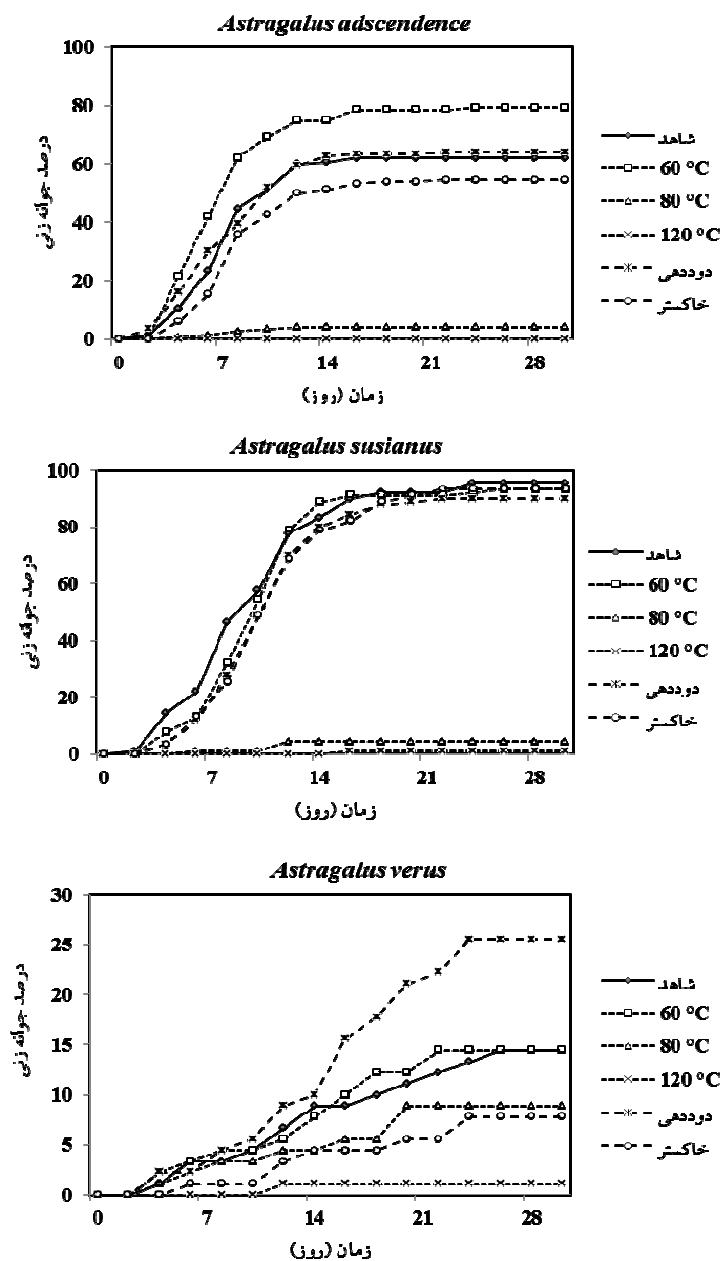 Astragalus adscendence
100
80
60
40
20
0
درصد جوانه زنی
0 7 14 21 28
زمان (روز)
شاهد
60 °C
80 °C
120 °C
دوددهی
خاکستر
Astragalus susianus
100
80
60
40
20
0
درصد جوانه زنی
0 7 14 21 28
زمان (روز)
شاهد
60 °C
80 °C
120 °C
دوددهی
خاکستر
Astragalus verus
30
25
20
15
10
5
0
درصد جوانه زنی
0 7 14 21 28
زمان (روز)
شاهد
60 °C
80 °C
120 °C
دوددهی
خاکستر